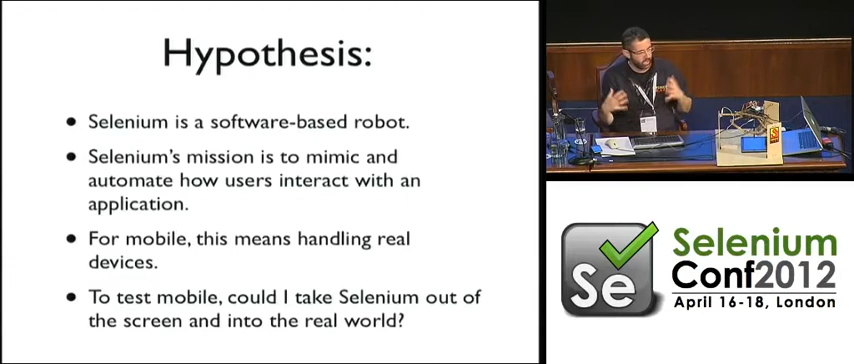 Hypothesis:
• Selenium is a software-based robot.
• Selenium's mission is to mimic and
automate how users interact with an
application.
• For mobile, this means handling real
devices.
• To test mobile, could I take Selenium out of
the screen and into the real world?
Se
Selenium
Conf2012
April 16-18, London